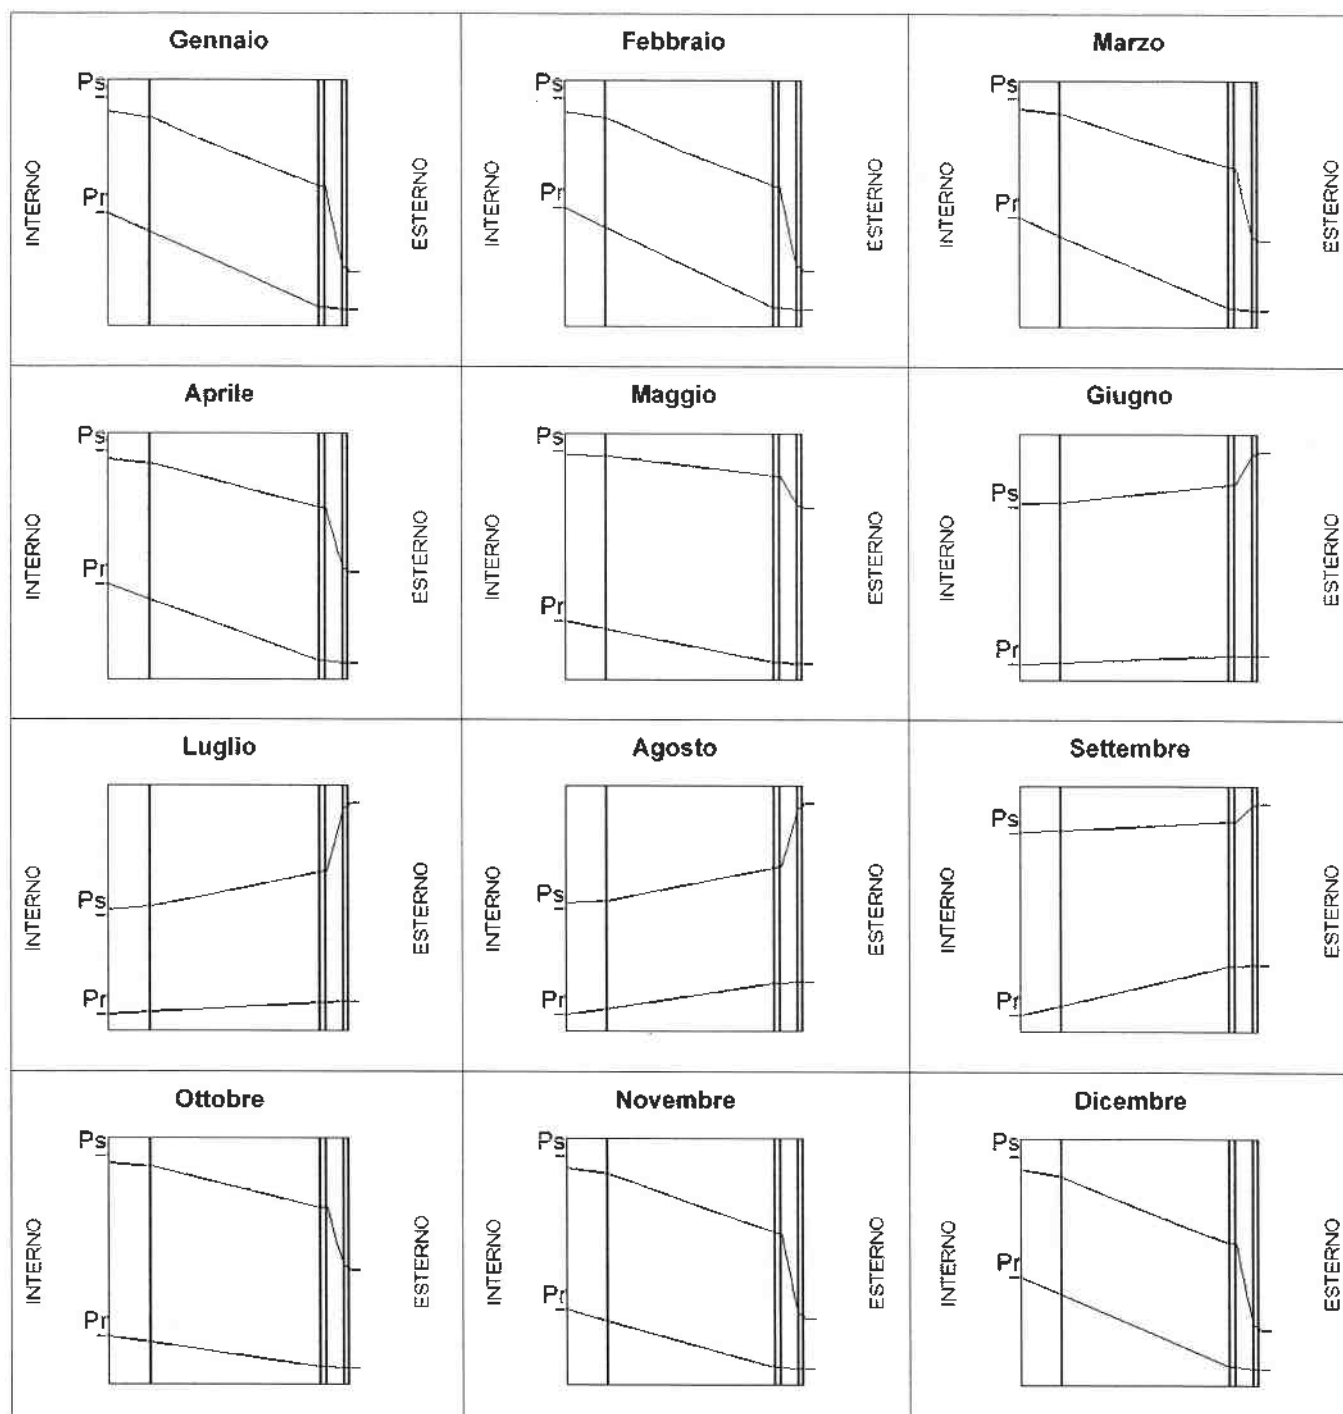 Gennaio Febbraio Marzo
Ps Ps Ps
INTERNO Pr ESTERNO INTERNO Pr ESTERNO INTERNO Pr ESTERNO
Aprile Maggio Giugno
Ps Ps Ps
INTERNO Pr ESTERNO INTERNO Pr ESTERNO INTERNO Pr ESTERNO
Luglio Agosto Settembre
Ps Ps Ps
INTERNO Pr ESTERNO INTERNO Pr ESTERNO INTERNO Pr ESTERNO
Ottobre Novembre Dicembre
Ps Ps Ps
INTERNO Pr ESTERNO INTERNO Pr ESTERNO INTERNO Pr ESTERNO